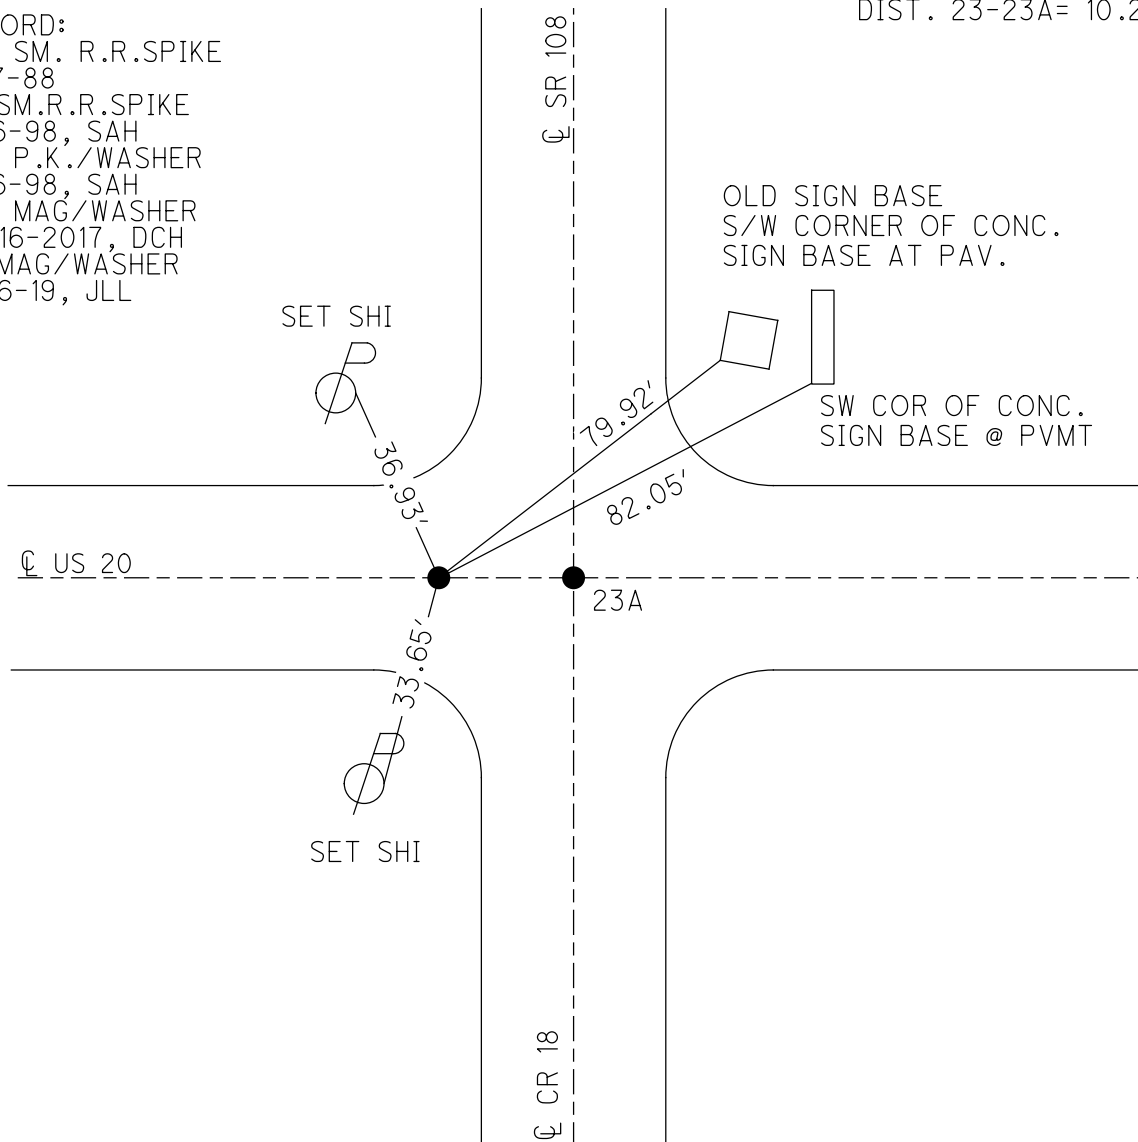 ORD:
SM. R.R.SPIKE
-88
SM.R.R.SPIKE
-98, SAH
P.K./WASHER
-98, SAH
MAG/WASHER
16-2017, DCH
MAG/WASHER
6-19, JLL
DIST. 23-23A= 10.2
℄ SR 108
OLD SIGN BASE
S/W CORNER OF CONC.
SIGN BASE AT PAV.
SET SHI
79.92'
SW COR OF CONC.
SIGN BASE @ PVMT
36.93'
82.05'
℄ US 20
23A
33.65'
SET SHI
℄ CR 18